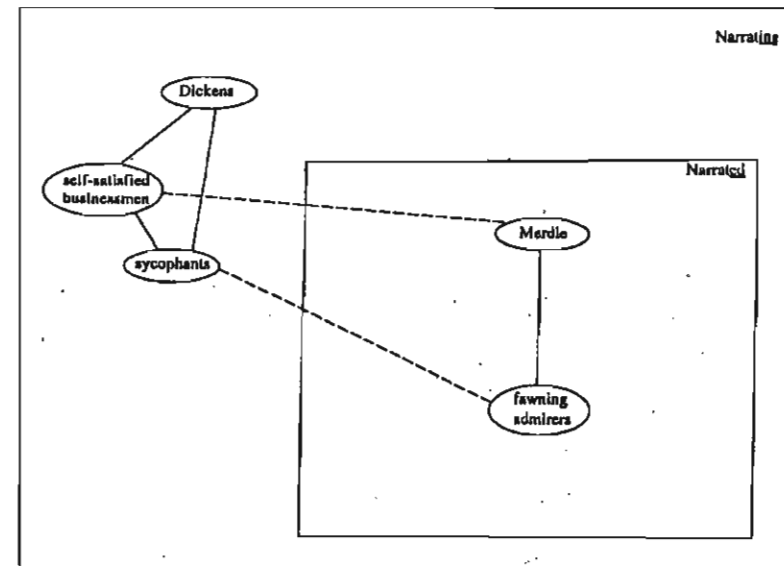 Narrating
Dickens
Narrated
self-satisfied
businessmen
Merdle
sycophants
fawning
admirers